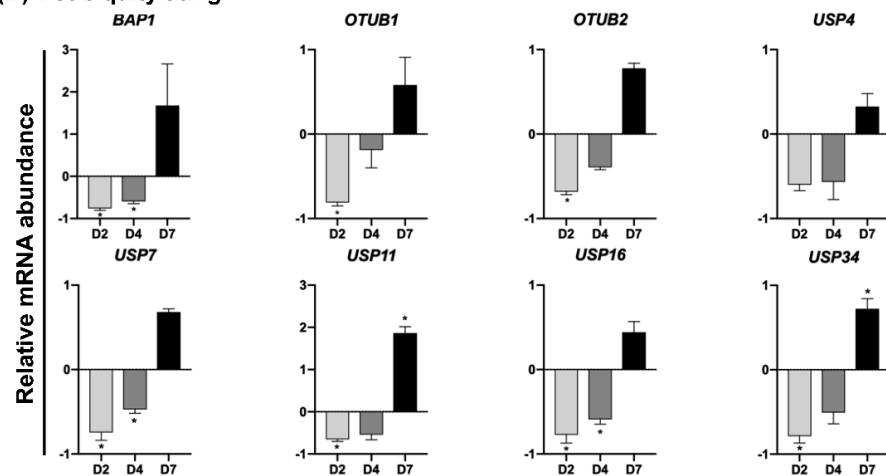 BAP1 OTUB1 OTUB2 USP4
3 1 1 1
2
1 0 0 0
0
-1 -1 -1 -1
D2 D4 D7 D2 D4 D7 D2 D4 D7 D2 D4 D7
* * * *
USP7 USP11 USP16 USP34
1 3 1 1
2
0 1 0 0
0
-1 -1 -1 -1
D2 D4 D7 D2 D4 D7 D2 D4 D7 D2 D4 D7
* * * * * * * *
Relative mRNA abundance